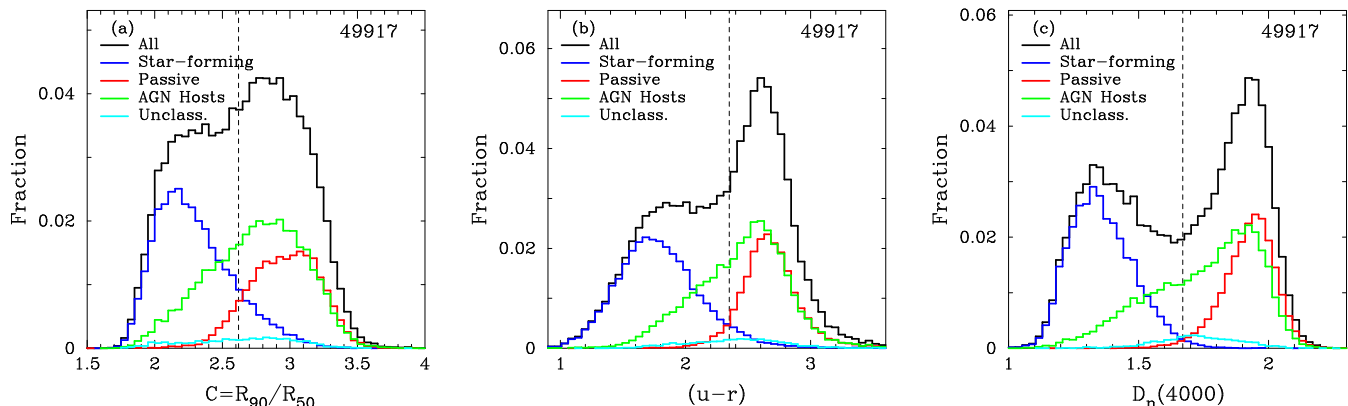 (a) 49917
All
Star-forming
Passive
AGN Hosts
Unclass.
0.04
0.02
0
Fraction
1.5 2 2.5 3 3.5 4
C=R90/R50
(b) 49917
All
Star-forming
Passive
AGN Hosts
Unclass.
0.06
0.04
0.02
0
Fraction
1 2 3
(u-r)
(c) 49917
All
Star-forming
Passive
AGN Hosts
Unclass.
0.06
0.04
0.02
0
Fraction
1 1.5 2
Dn(4000)